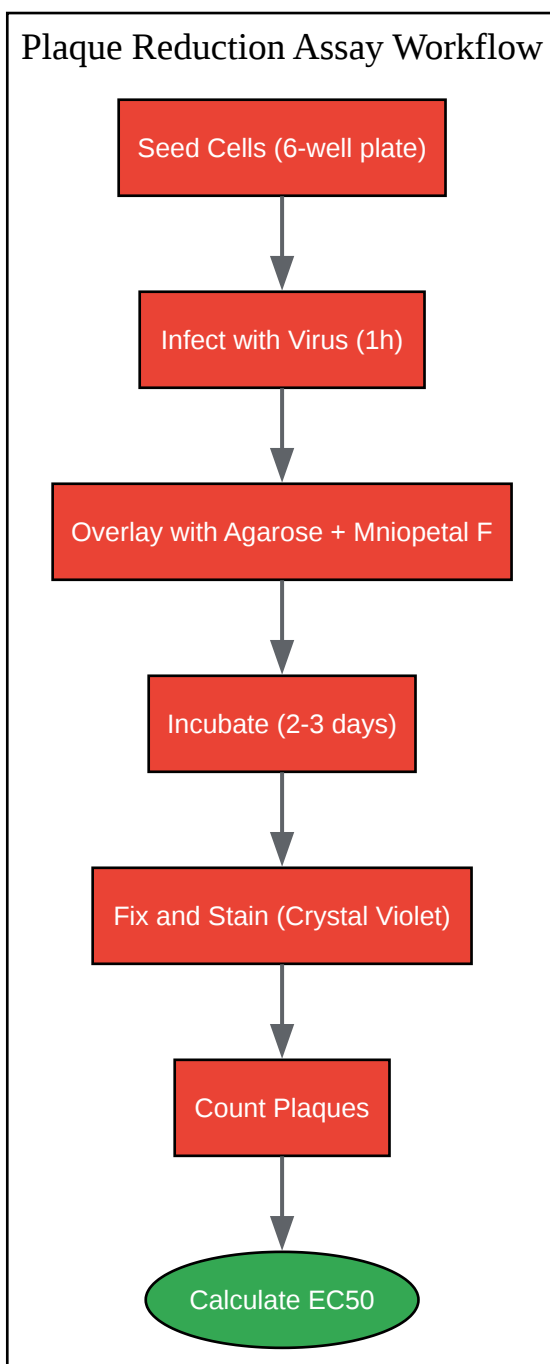 Plaque Reduction Assay Workflow
Seed Cells (6-well plate)
Infect with Virus (1h)
Overlay with Agarose + Mniopetal F
Incubate (2-3 days)
Fix and Stain (Crystal Violet)
Count Plaques
Calculate EC50